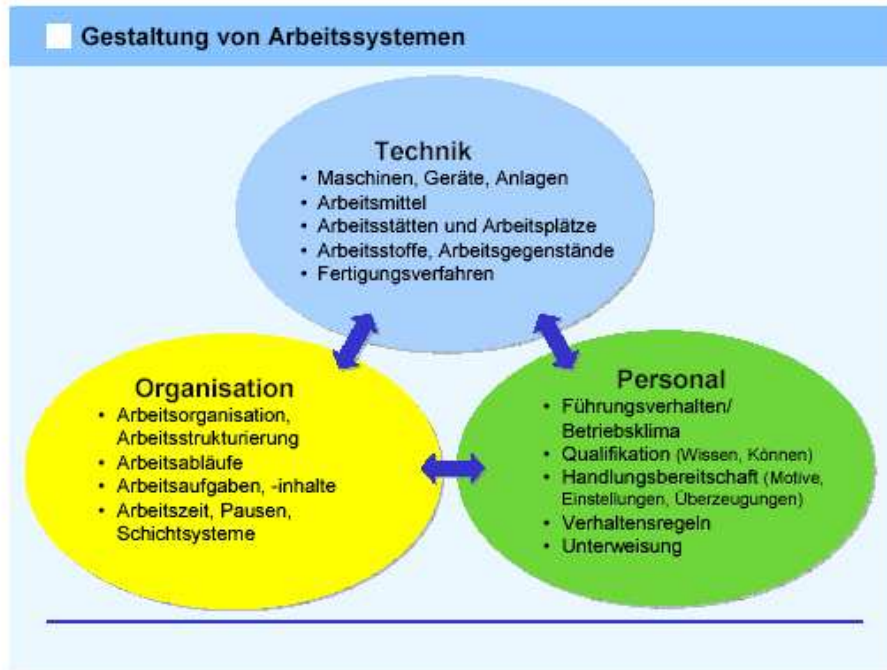 Gestaltung von Arbeitssystemen
Technik
• Maschinen, Geräte, Anlagen
• Arbeitsmittel
• Arbeitsstätten und Arbeitsplätze
• Arbeitsstoffe, Arbeitsgegenstände
• Fertigungsverfahren
Organisation
• Arbeitsorganisation,
Arbeitsstrukturierung
• Arbeitsabläufe
• Arbeitsaufgaben, -inhalte
• Arbeitszeit, Pausen,
Schichtsysteme
Personal
• Führungsverhalten/
Betriebsklima
• Qualifikation (Wissen, Können)
• Handlungsbereitschaft (Motive,
Einstellungen, Überzeugungen)
• Verhaltensregeln
• Unterweisung